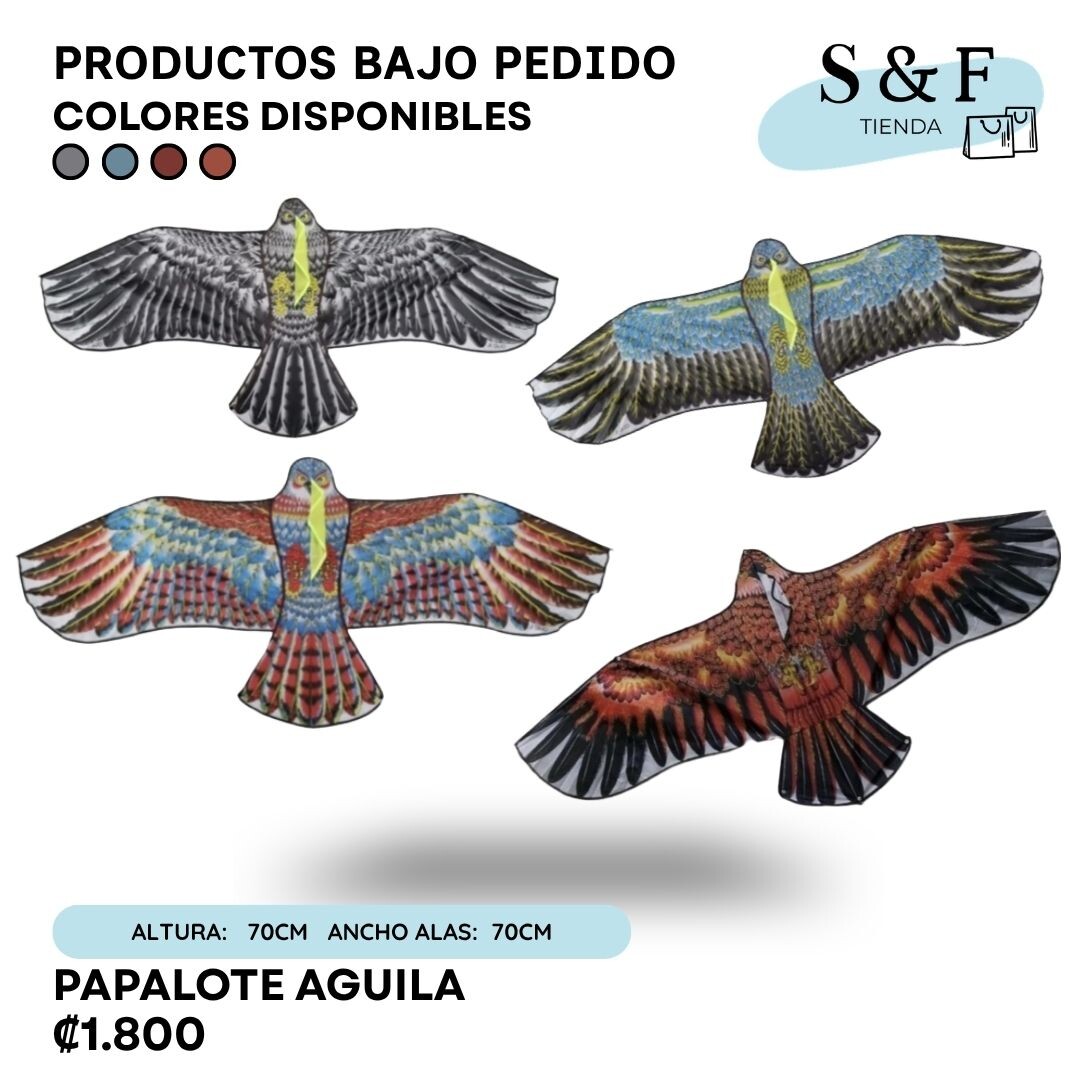 PRODUCTOS BAJO PEDIDO
COLORES DISPONIBLES
S & F
TIENDA
ALTURA: 70CM ANCHO ALAS: 70CM
PAPALOTE AGUILA
₡1.800